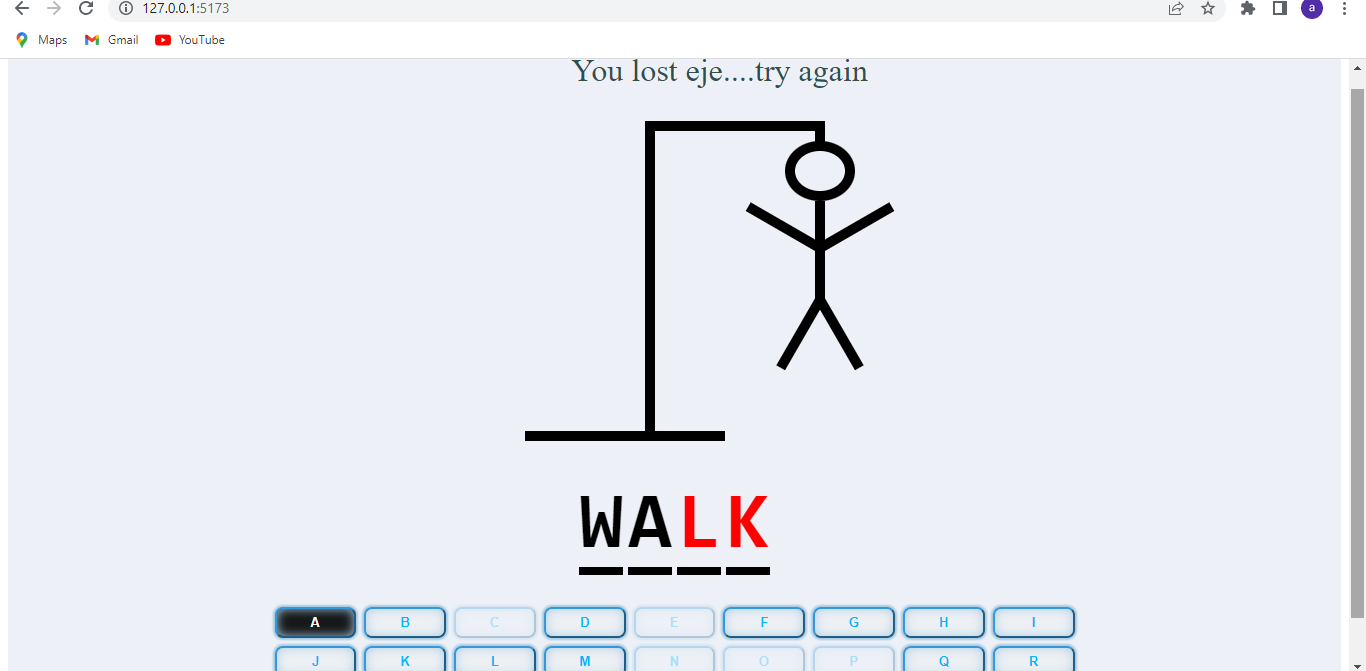 127.0.0.1:5173
a
Maps Gmail YouTube
You lost eje....try again
WALK
A B C D E F G H I
J K L M N O P Q R